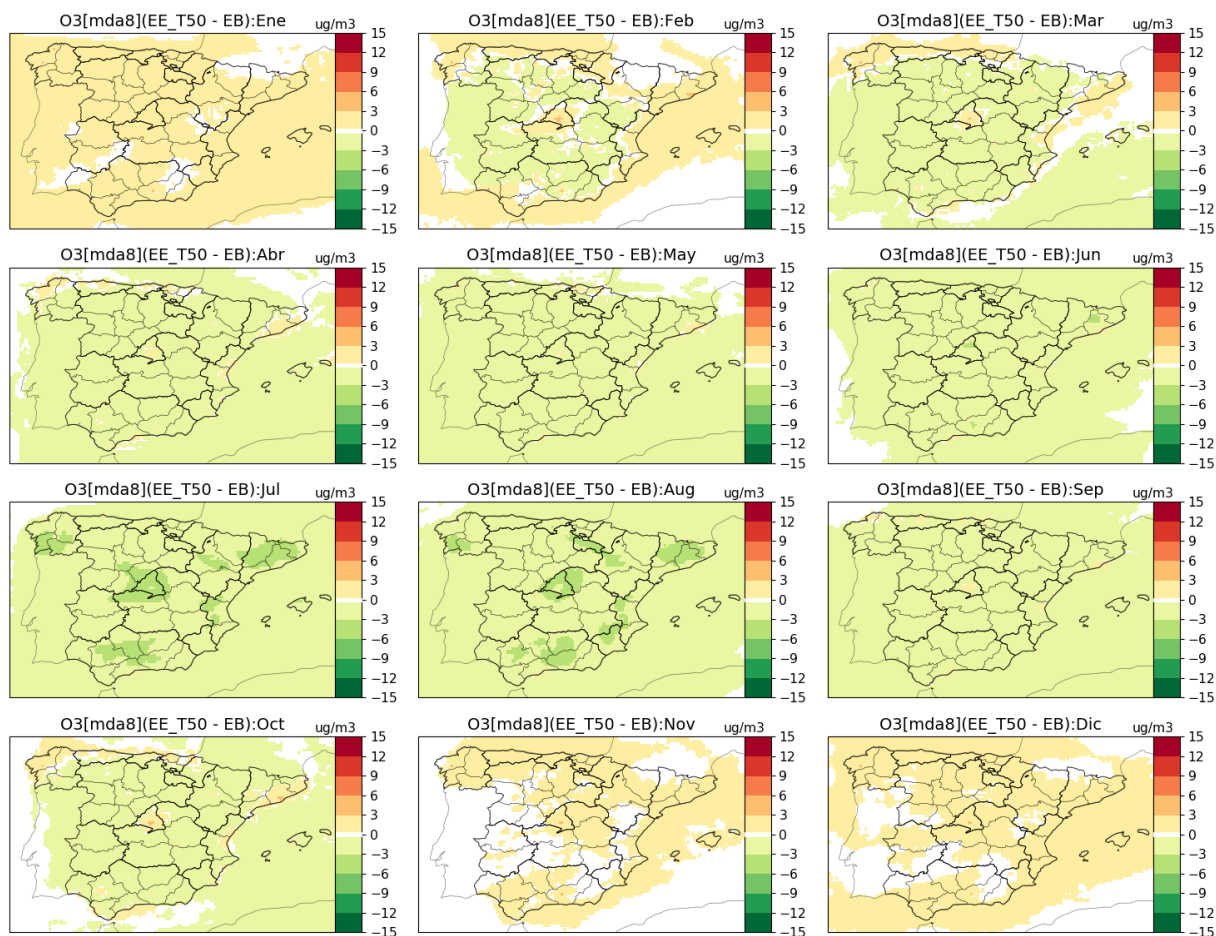 O3[mda8](EE_T50 - EB):Ene ug/m3 O3[mda8](EE_T50 - EB):Feb ug/m3 O3[mda8](EE_T50 - EB):Mar ug/m3
15 15 15
12 12 12
9 9 9
6 6 6
3 3 3
0 0 0
−3 −3 −3
−6 −6 −6
−9 −9 −9
−12 −12 −12
−15 −15 −15
O3[mda8](EE_T50 - EB):Abr ug/m3 O3[mda8](EE_T50 - EB):May ug/m3 O3[mda8](EE_T50 - EB):Jun ug/m3
15 15 15
12 12 12
9 9 9
6 6 6
3 3 3
0 0 0
−3 −3 −3
−6 −6 −6
−9 −9 −9
−12 −12 −12
−15 −15 −15
O3[mda8](EE_T50 - EB):Jul ug/m3 O3[mda8](EE_T50 - EB):Aug ug/m3 O3[mda8](EE_T50 - EB):Sep ug/m3
15 15 15
12 12 12
9 9 9
6 6 6
3 3 3
0 0 0
−3 −3 −3
−6 −6 −6
−9 −9 −9
−12 −12 −12
−15 −15 −15
O3[mda8](EE_T50 - EB):Oct ug/m3 O3[mda8](EE_T50 - EB):Nov ug/m3 O3[mda8](EE_T50 - EB):Dic ug/m3
15 15 15
12 12 12
9 9 9
6 6 6
3 3 3
0 0 0
−3 −3 −3
−6 −6 −6
−9 −9 −9
−12 −12 −12
−15 −15 −15